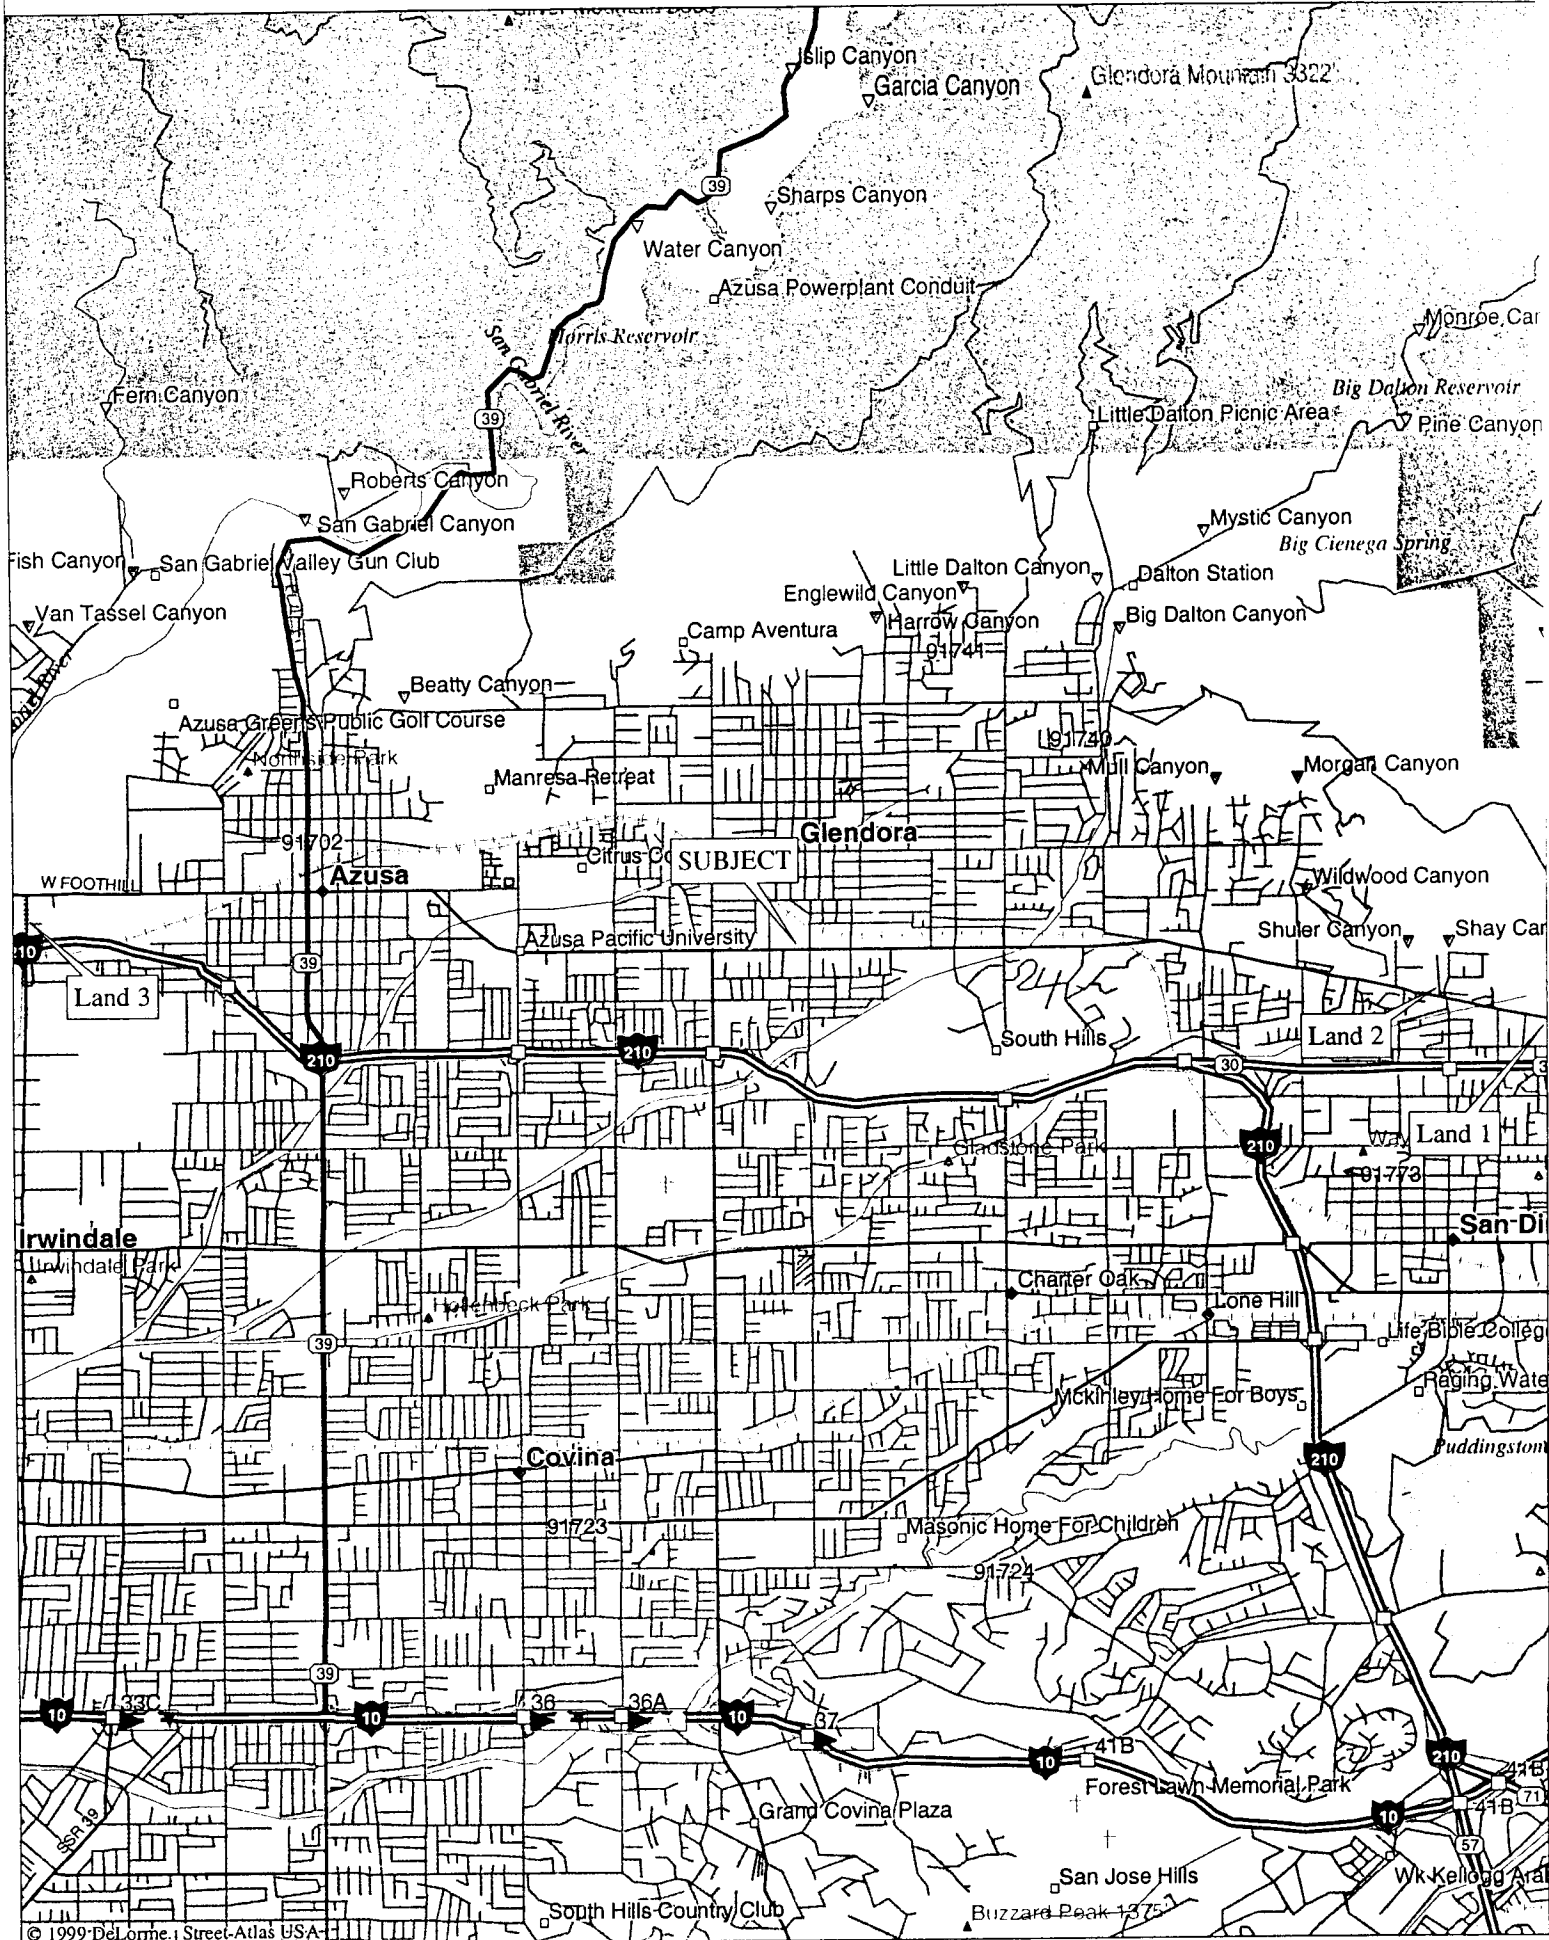 Islip Canyon
Garcia Canyon
Glendora Mountain 3322'
39
Sharps Canyon
Water Canyon
Azusa Powerplant Conduit
Morris Reservoir
San Gabriel River
Monroe Can
Fern Canyon
39
Big Dalton Reservoir
Little Dalton Picnic Area
Pine Canyon
Roberts Canyon
San Gabriel Canyon
Mystic Canyon
Big Cienega Spring
Fish Canyon
San Gabriel Valley Gun Club
Little Dalton Canyon
Dalton Station
Englewild Canyon
Van Tassel Canyon
Harrow Canyon
Big Dalton Canyon
Camp Aventura
91741
Beatty Canyon
Azusa Greens Public Golf Course
91740
Northside Park
Manresa Retreat
Mull Canyon
Morgan Canyon
Glendora
91702
Citrus Co
SUBJECT
W FOOTHILL
Azusa
Wildwood Canyon
Azusa Pacific University
Shuler Canyon
Shay Can
10
39
24
Land 3
South Hills
Land 2
210
210
30
3
Gladstone Park
210
Way
Land 1
91773
Irwindale
San Di
Irwindale Park
Charter Oak
Hollenbeck Park
Lone Hill
39
Life Bible College
Mckinley Home For Boys
Raging Wate
Covina
Puddingston
210
91723
Masonic Home For Children
91724
39
10
33C
10
36
36A
10
37
10
41B
210
41B
Forest Lawn Memorial Park
71
10
41B
Grand Covina Plaza
SSR 39
57
San Jose Hills
Wk Kellogg Arab
South Hills Country Club
Buzzard Peak 1375'
© 1999 DeLorme. Street Atlas USA